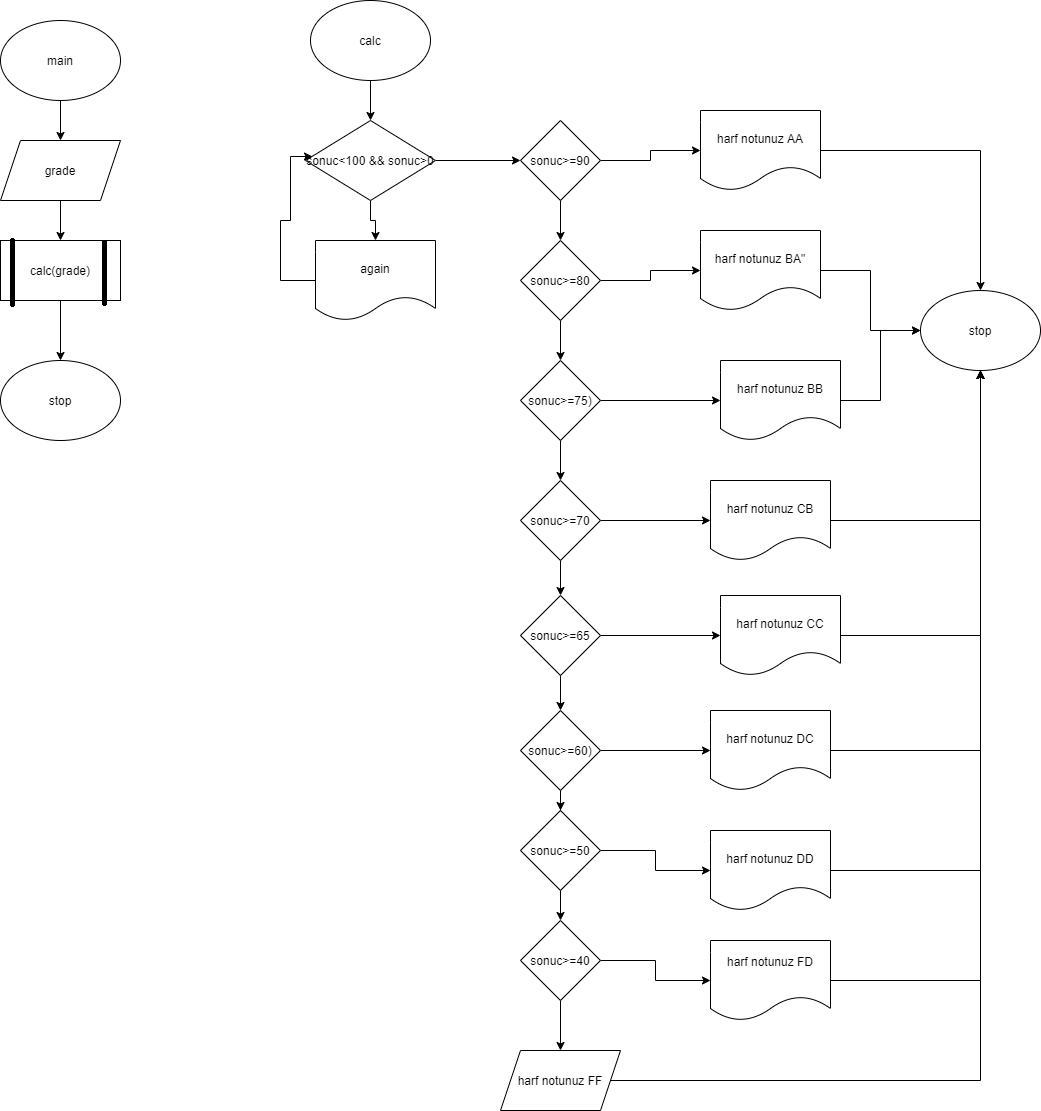 main
grade
calc(grade)
stop
calc
sonuc<100 && sonuc>0
again
sonuc>=90
harf notunuz AA
sonuc>=80
harf notunuz BA"
stop
sonuc>=75)
harf notunuz BB
sonuc>=70
harf notunuz CB
sonuc>=65
harf notunuz CC
sonuc>=60)
harf notunuz DC
sonuc>=50
harf notunuz DD
sonuc>=40
harf notunuz FD
harf notunuz FF